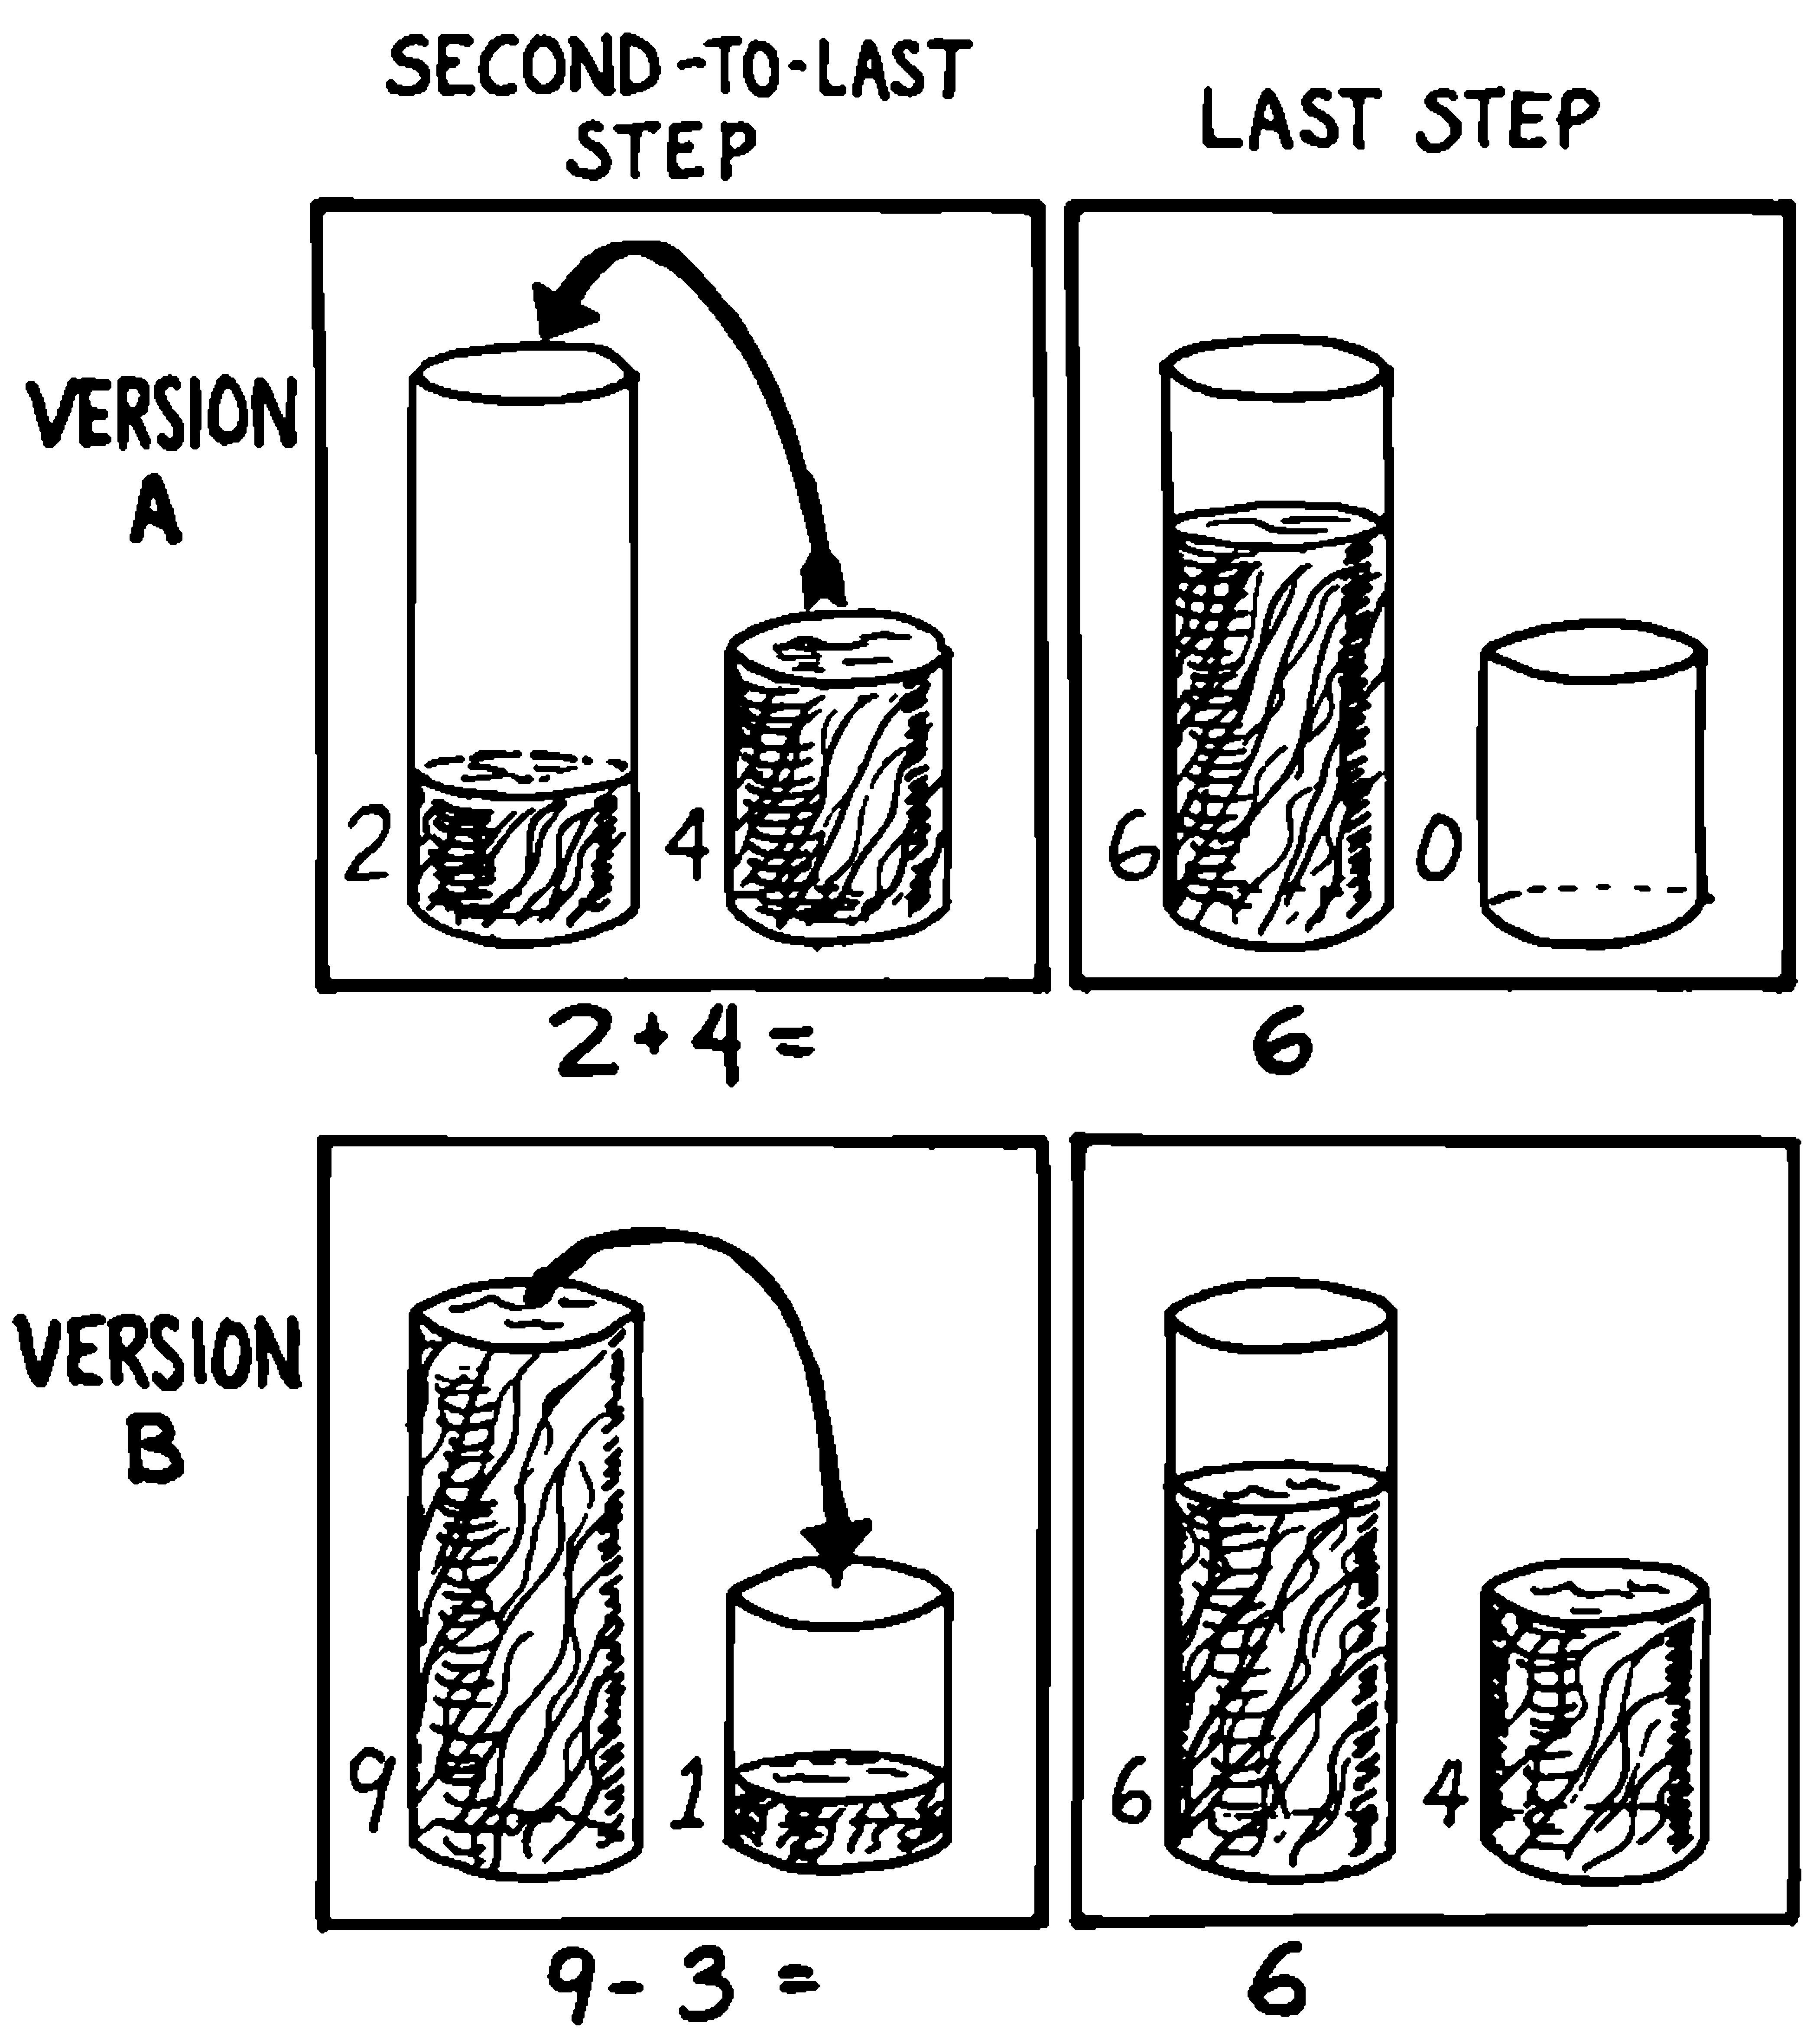 SECOND-TO-LAST
STEP
LAST STEP
VERSION
A
2
4
6
0
2+4=
6
VERSION
B
9
1
6
4
9-3=
6